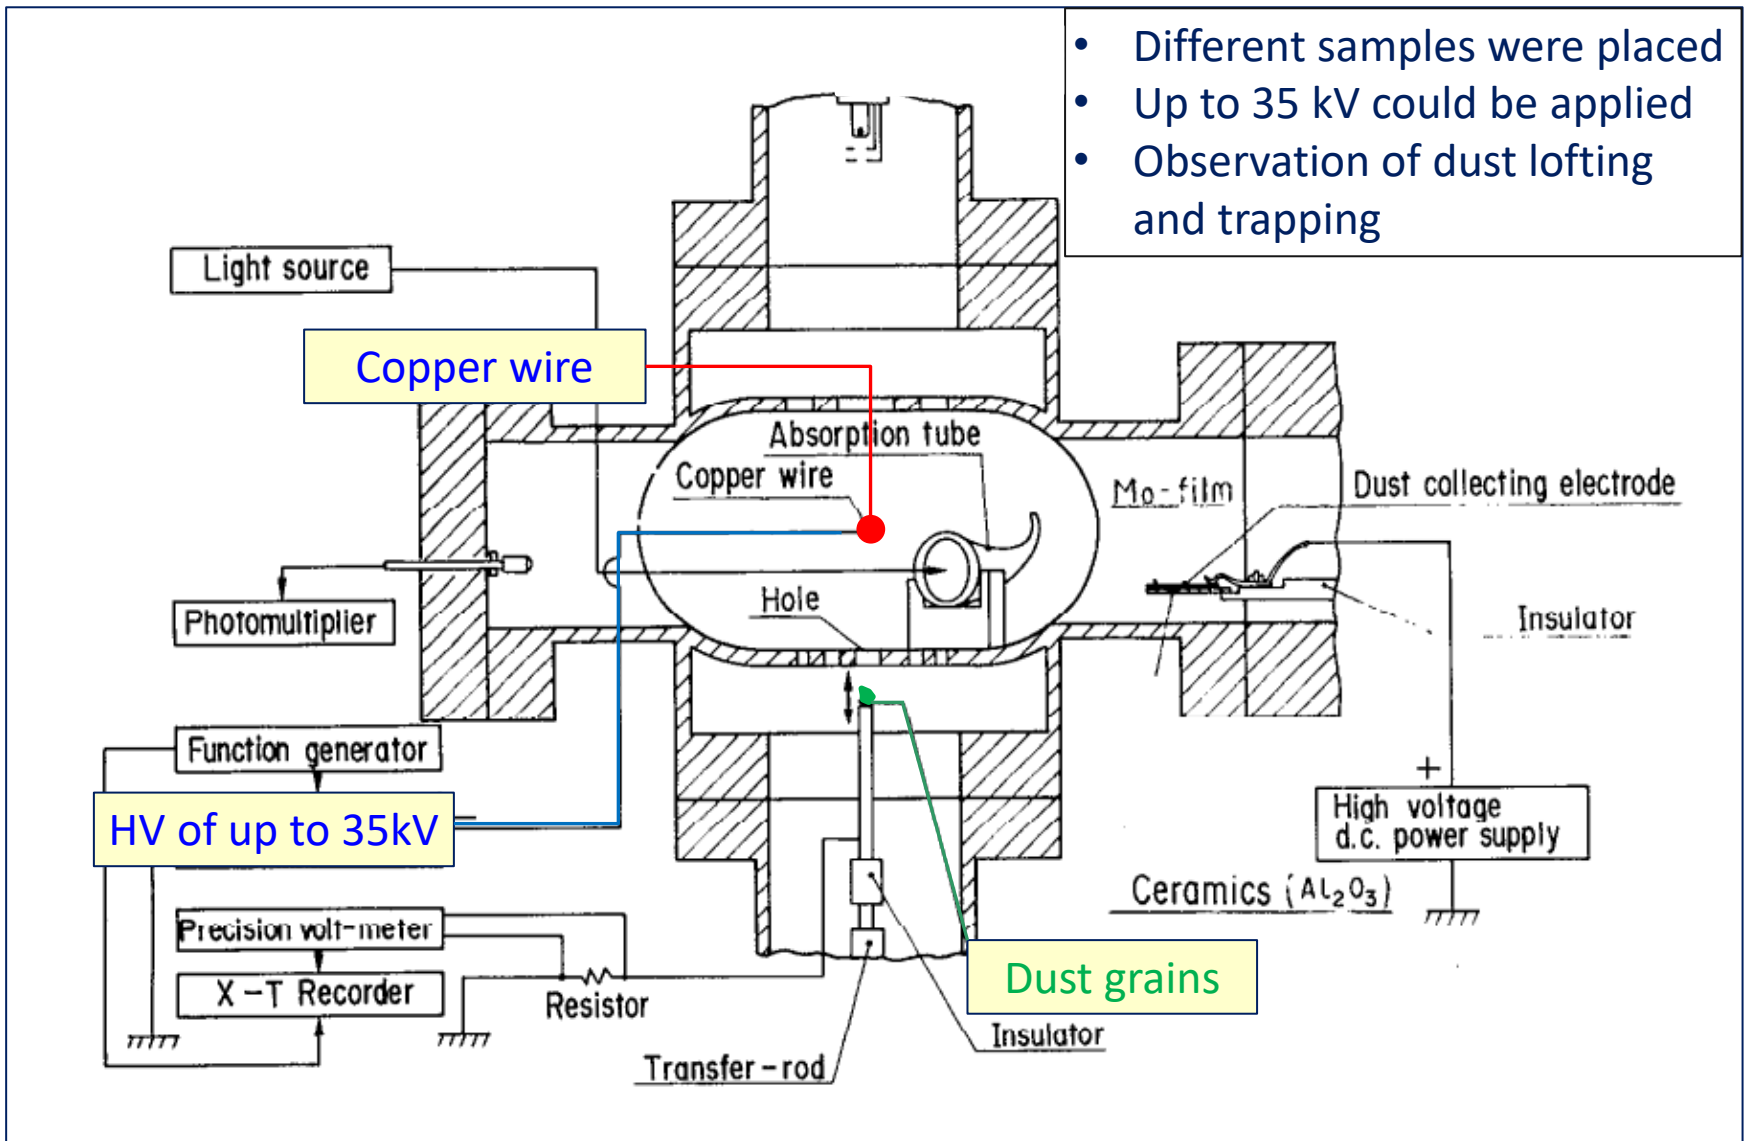 • Different samples were placed
• Up to 35 kV could be applied
• Observation of dust lofting
and trapping
Light source
Copper wire
Absorption tube
Copper wire
Mo-film
Dust collecting electrode
Hole
Insulator
Photomultiplier
Function generator
+
HV of up to 35kV
High voltage
d.c. power supply
Ceramics (Al2O3)
Precision volt-meter
X-T Recorder
Resistor
Dust grains
Insulator
Transfer-rod